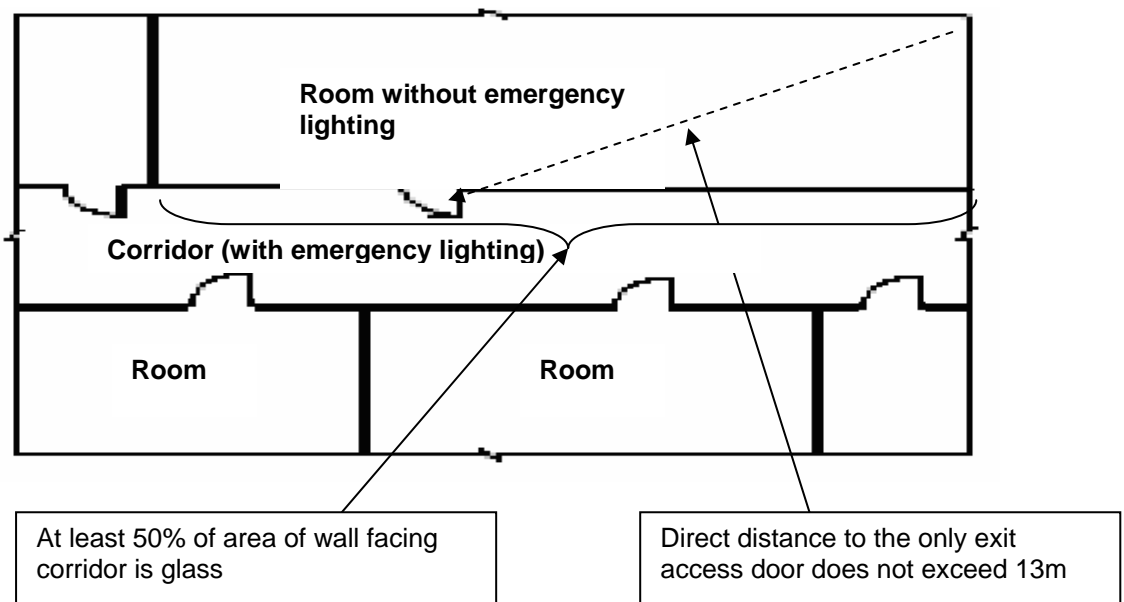 Room without emergency
lighting
Corridor (with emergency lighting)
Room
Room
At least 50% of area of wall facing
corridor is glass
Direct distance to the only exit
access door does not exceed 13m